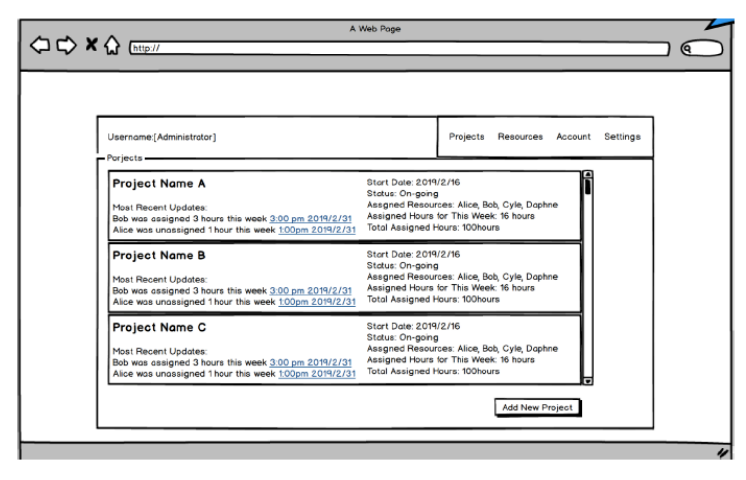 A Web Page
http://
Username:[Administrator]
Projects Resources Account Settings
Porjects
Project Name A
Most Recent Updates:
Bob was assigned 3 hours this week 3:00 pm 2019/2/31
Alice was unassigned 1 hour this week 1:00pm 2019/2/31
Start Date: 2019/2/16
Status: On-going
Assgned Resources: Alice, Bob, Cyle, Daphne
Assigned Hours for This Week: 16 hours
Total Assigned Hours: 100hours
Project Name B
Most Recent Updates:
Bob was assigned 3 hours this week 3:00 pm 2019/2/31
Alice was unassigned 1 hour this week 1:00pm 2019/2/31
Start Date: 2019/2/16
Status: On-going
Assgned Resources: Alice, Bob, Cyle, Daphne
Assigned Hours for This Week: 16 hours
Total Assigned Hours: 100hours
Project Name C
Most Recent Updates:
Bob was assigned 3 hours this week 3:00 pm 2019/2/31
Alice was unassigned 1 hour this week 1:00pm 2019/2/31
Start Date: 2019/2/16
Status: On-going
Assgned Resources: Alice, Bob, Cyle, Daphne
Assigned Hours for This Week: 16 hours
Total Assigned Hours: 100hours
Add New Project